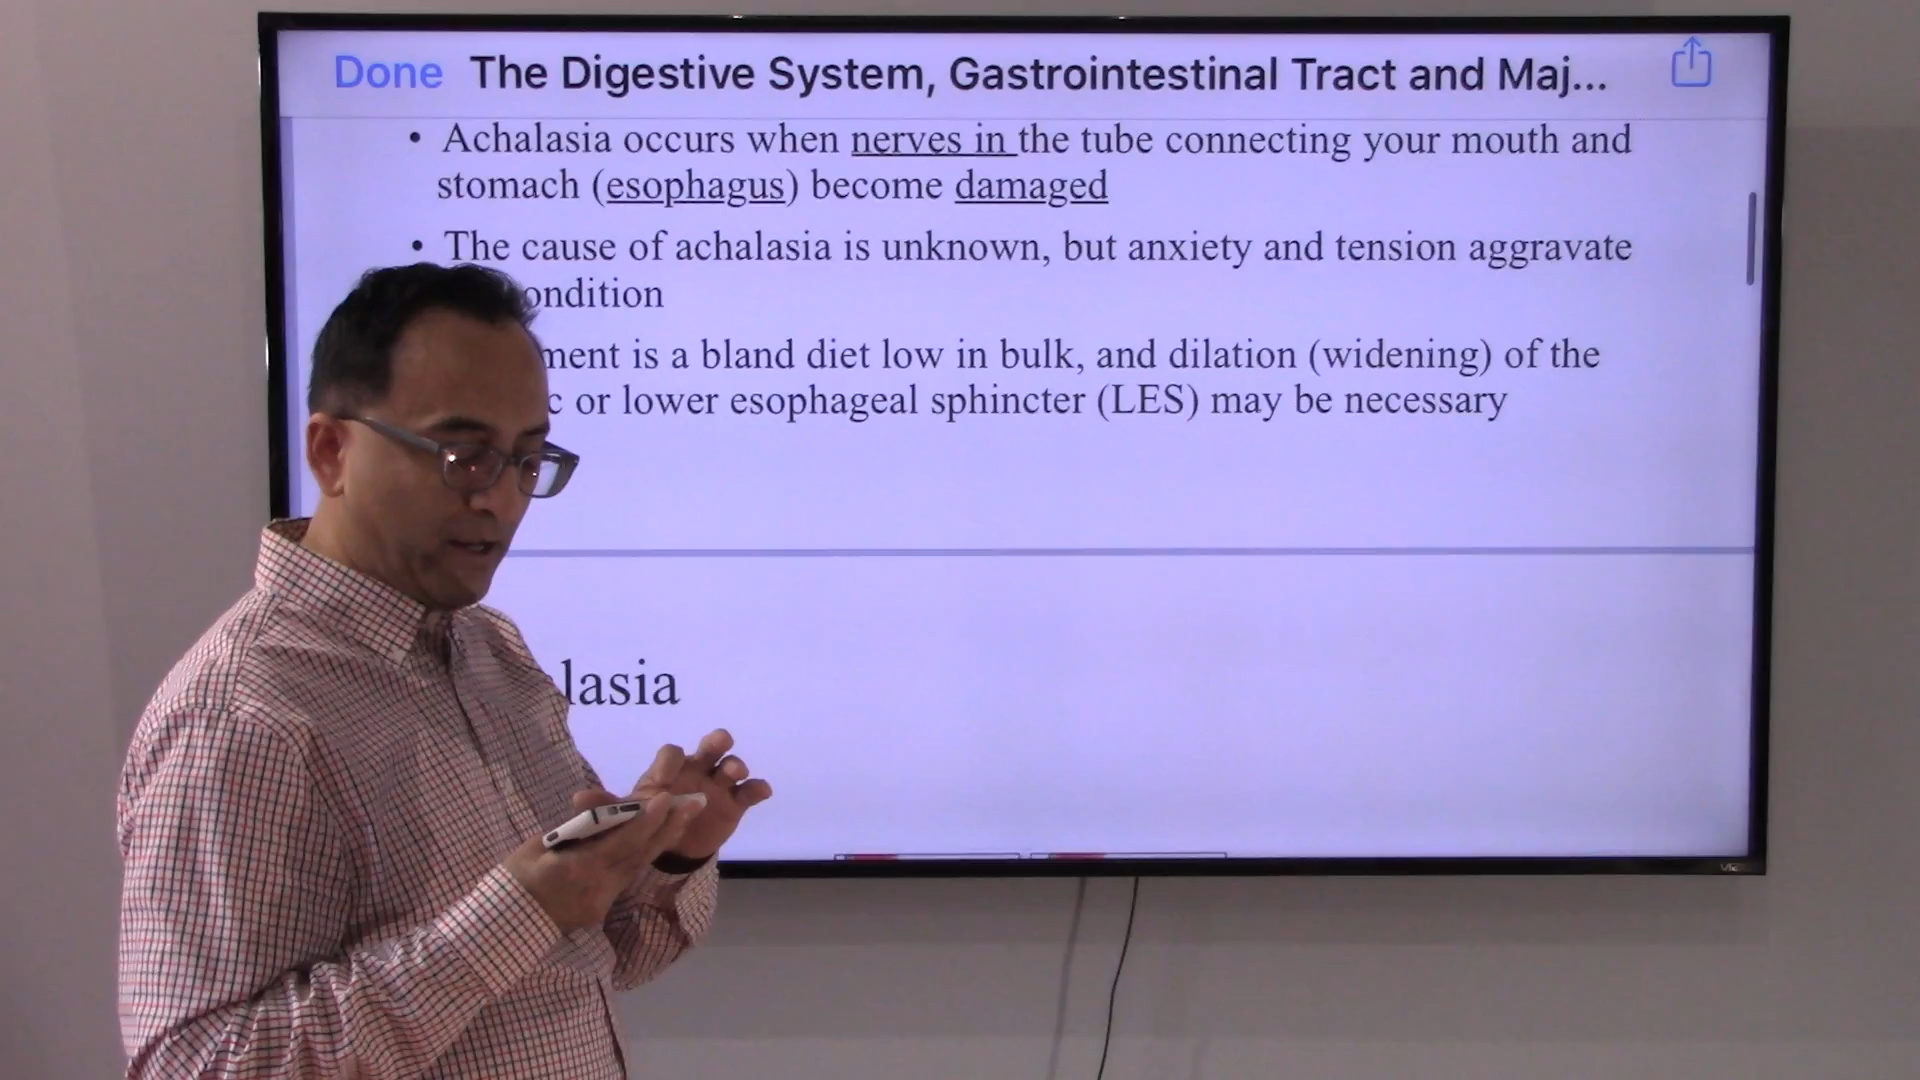 Done The Digestive System, Gastrointestinal Tract and Maj...
• Achalasia occurs when nerves in the tube connecting your mouth and
stomach (esophagus) become damaged
• The cause of achalasia is unknown, but anxiety and tension aggravate
ondition
ment is a bland diet low in bulk, and dilation (widening) of the
c or lower esophageal sphincter (LES) may be necessary
lasia